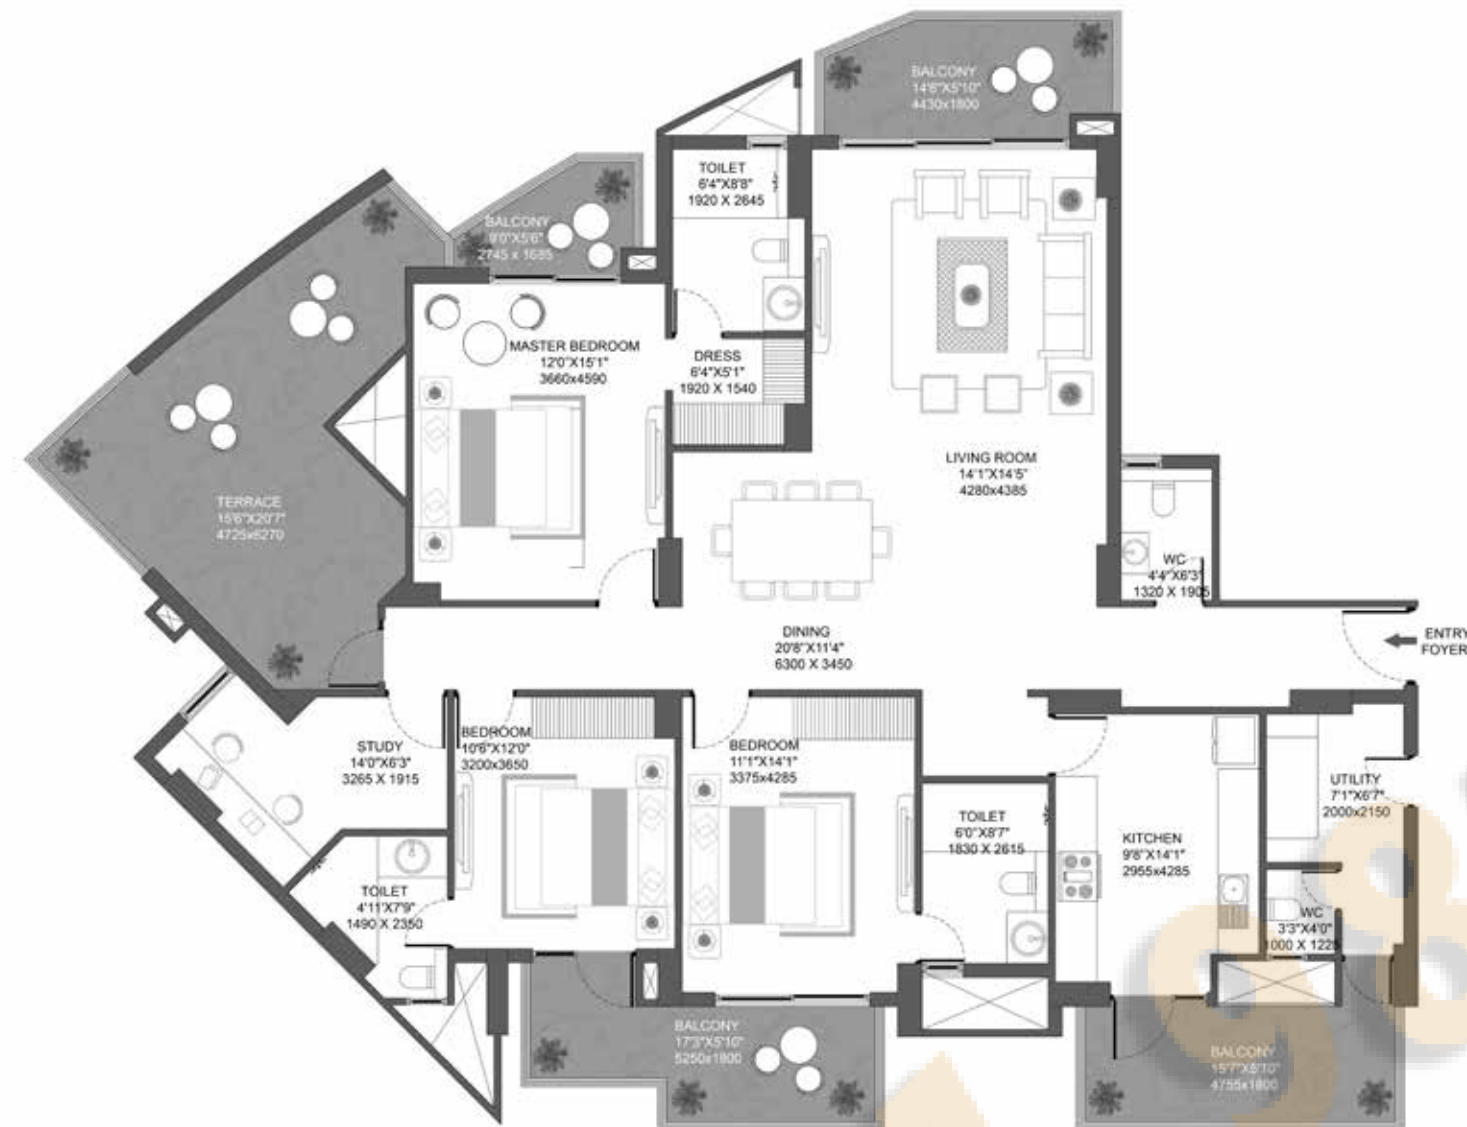 BALCONY
14'6"X5'10"
4430x1800
TOILET
6'4"X8'8"
1920 X 2645
BALCONY
9'0"X5'6"
2745 x 1685
MASTER BEDROOM
12'0"X15'1"
3660x4590
DRESS
6'4"X5'1"
1920 X 1540
LIVING ROOM
14'1"X14'5"
4280x4385
TERRACE
15'6"X20'7"
4725x6270
WC
4'4"X6'3"
1320 X 1905
DINING
20'8"X11'4"
6300 X 3450
ENTRY
FOYER
STUDY
14'0"X6'3"
3265 X 1915
BEDROOM
10'6"X12'0"
3200x3650
BEDROOM
11'1"X14'1"
3375x4285
UTILITY
7'1"X6'7"
2000x2150
TOILET
6'0"X8'7"
1830 X 2615
KITCHEN
9'8"X14'1"
2955x4285
TOILET
4'11'X7'9"
1490 X 2350
WC
3'3"X4'0"
1000 X 1225
BALCONY
17'3"X5'10"
5250x1800
BALCONY
15'7"X5'10"
4755x1800